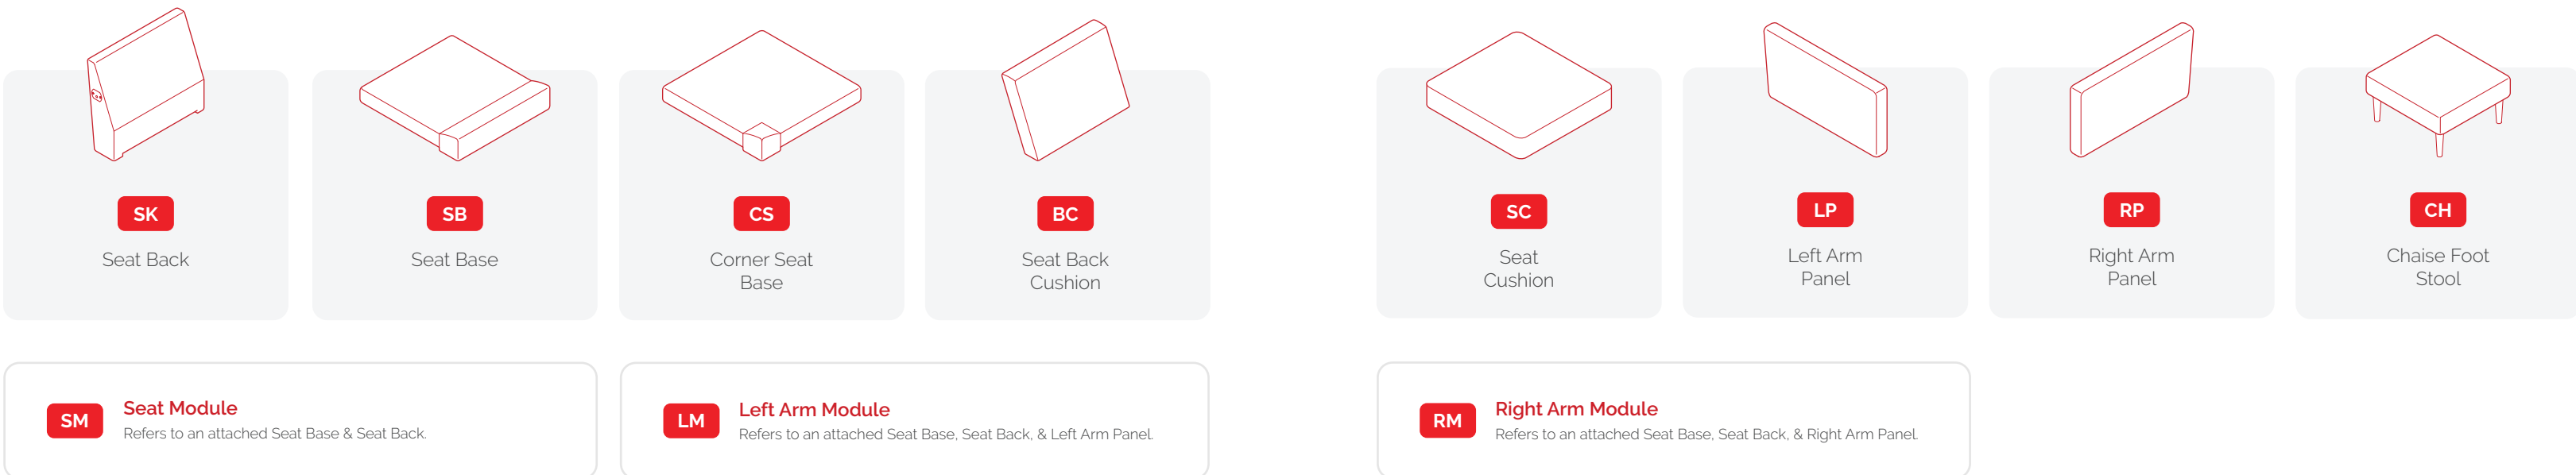 SK
Seat Back
SB
Seat Base
CS
Corner Seat
Base
BC
Seat Back
Cushion
SC
Seat
Cushion
LP
Left Arm
Panel
RP
Right Arm
Panel
CH
Chaise Foot
Stool
SM
Seat Module
Refers to an attached Seat Base & Seat Back.
LM
Left Arm Module
Refers to an attached Seat Base, Seat Back, & Left Arm Panel.
RM
Right Arm Module
Refers to an attached Seat Base, Seat Back, & Right Arm Panel.